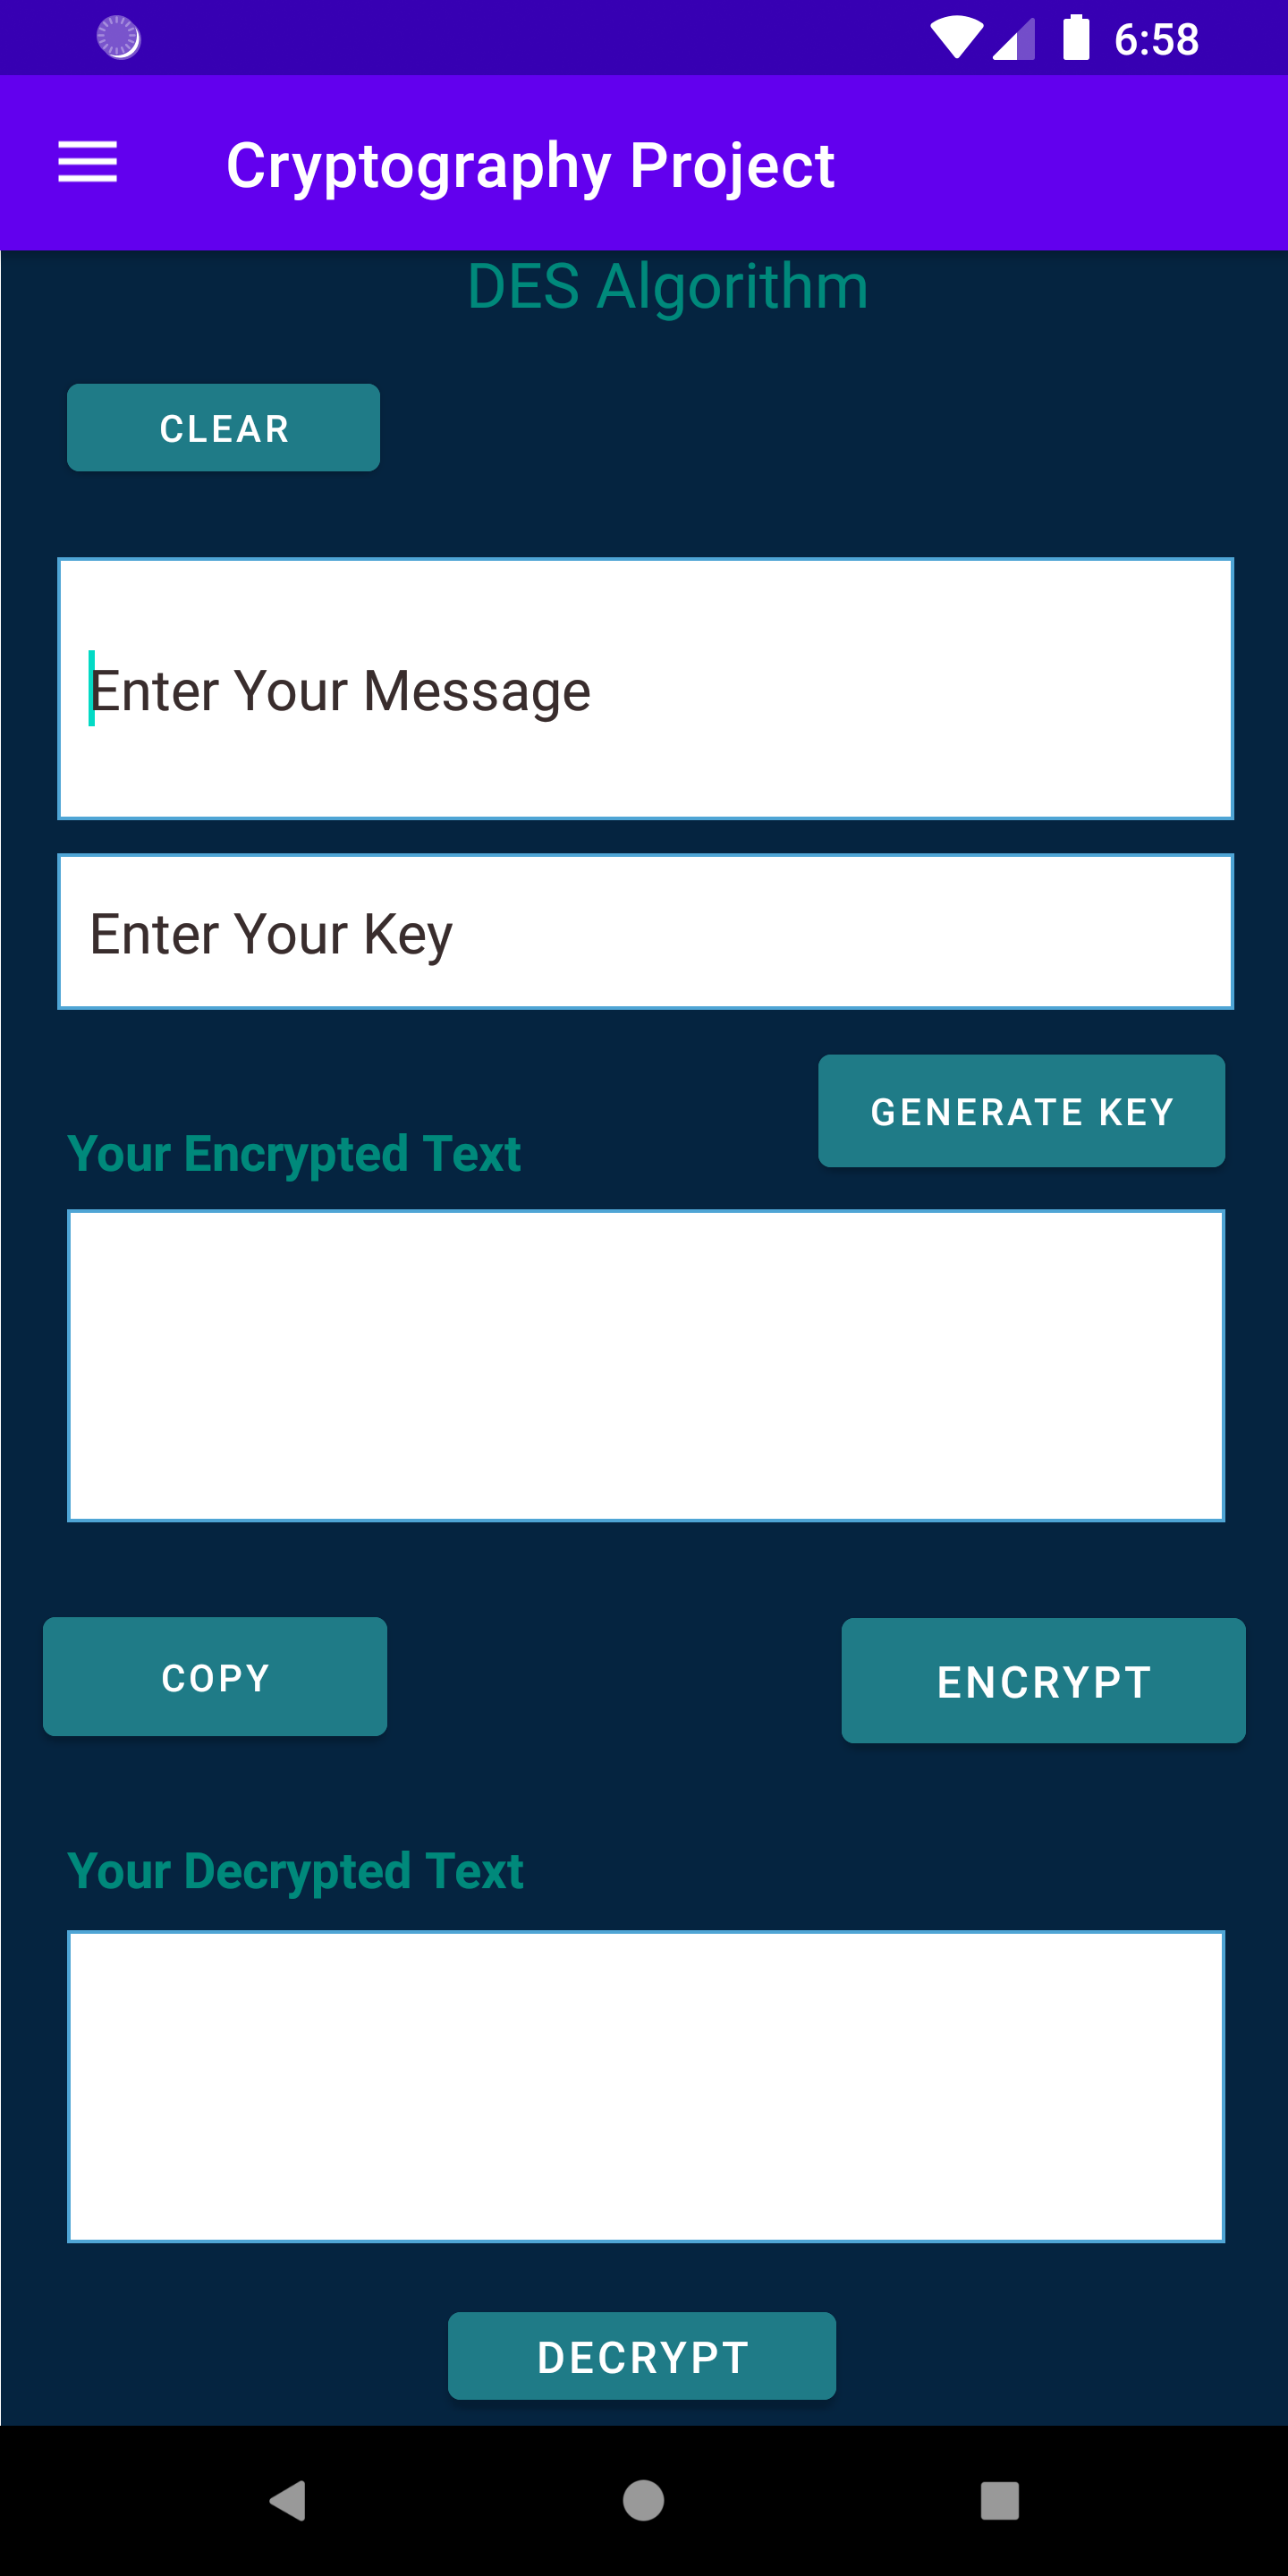 6:58
Cryptography Project
DES Algorithm
CLEAR
Enter Your Message
Enter Your Key
GENERATE KEY
Your Encrypted Text
COPY
ENCRYPT
Your Decrypted Text
DECRYPT